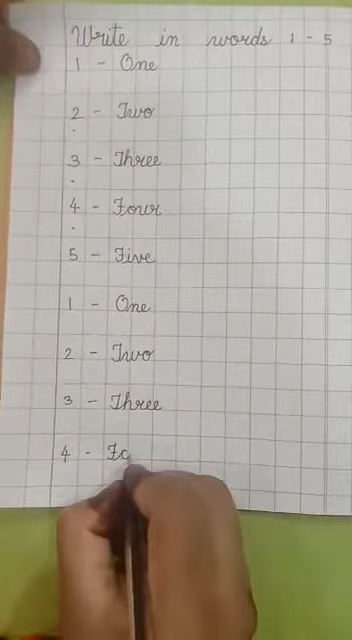 Write in words 1 - 5
1 - One
2 - Two
3 - Three
4 - Four
5 - Five
1 - One
2 - Two
3 - Three
4 - Fo